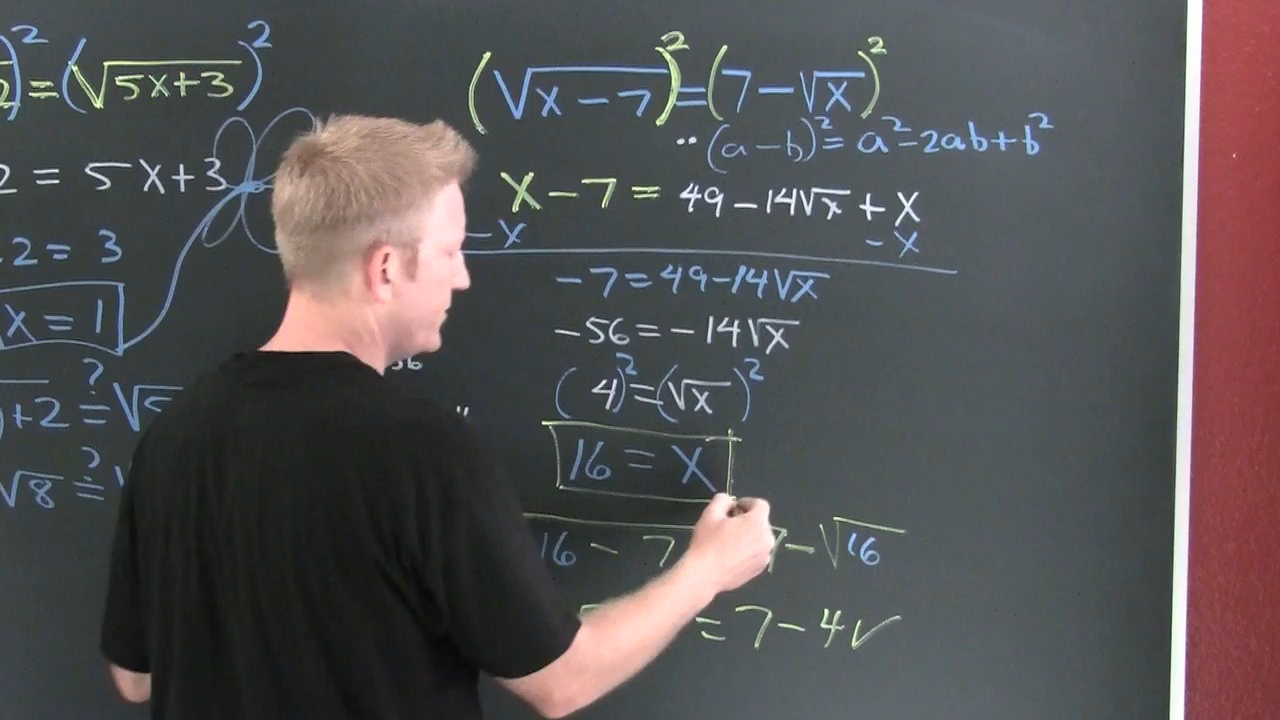 )² = (√5x+3)²
2 = 5x+3
2 = 3
x = 1
)+2 ≟ √5
√8 ≟ √
(√x-7)² = (7-√x)²
(a-b)² = a²-2ab+b²
x-7 = 49-14√x+x
-x -x
-7 = 49-14√x
-56 = -14√x
(4)² = (√x)²
16 = x
16 - 7 7-√16
= 7-4✓